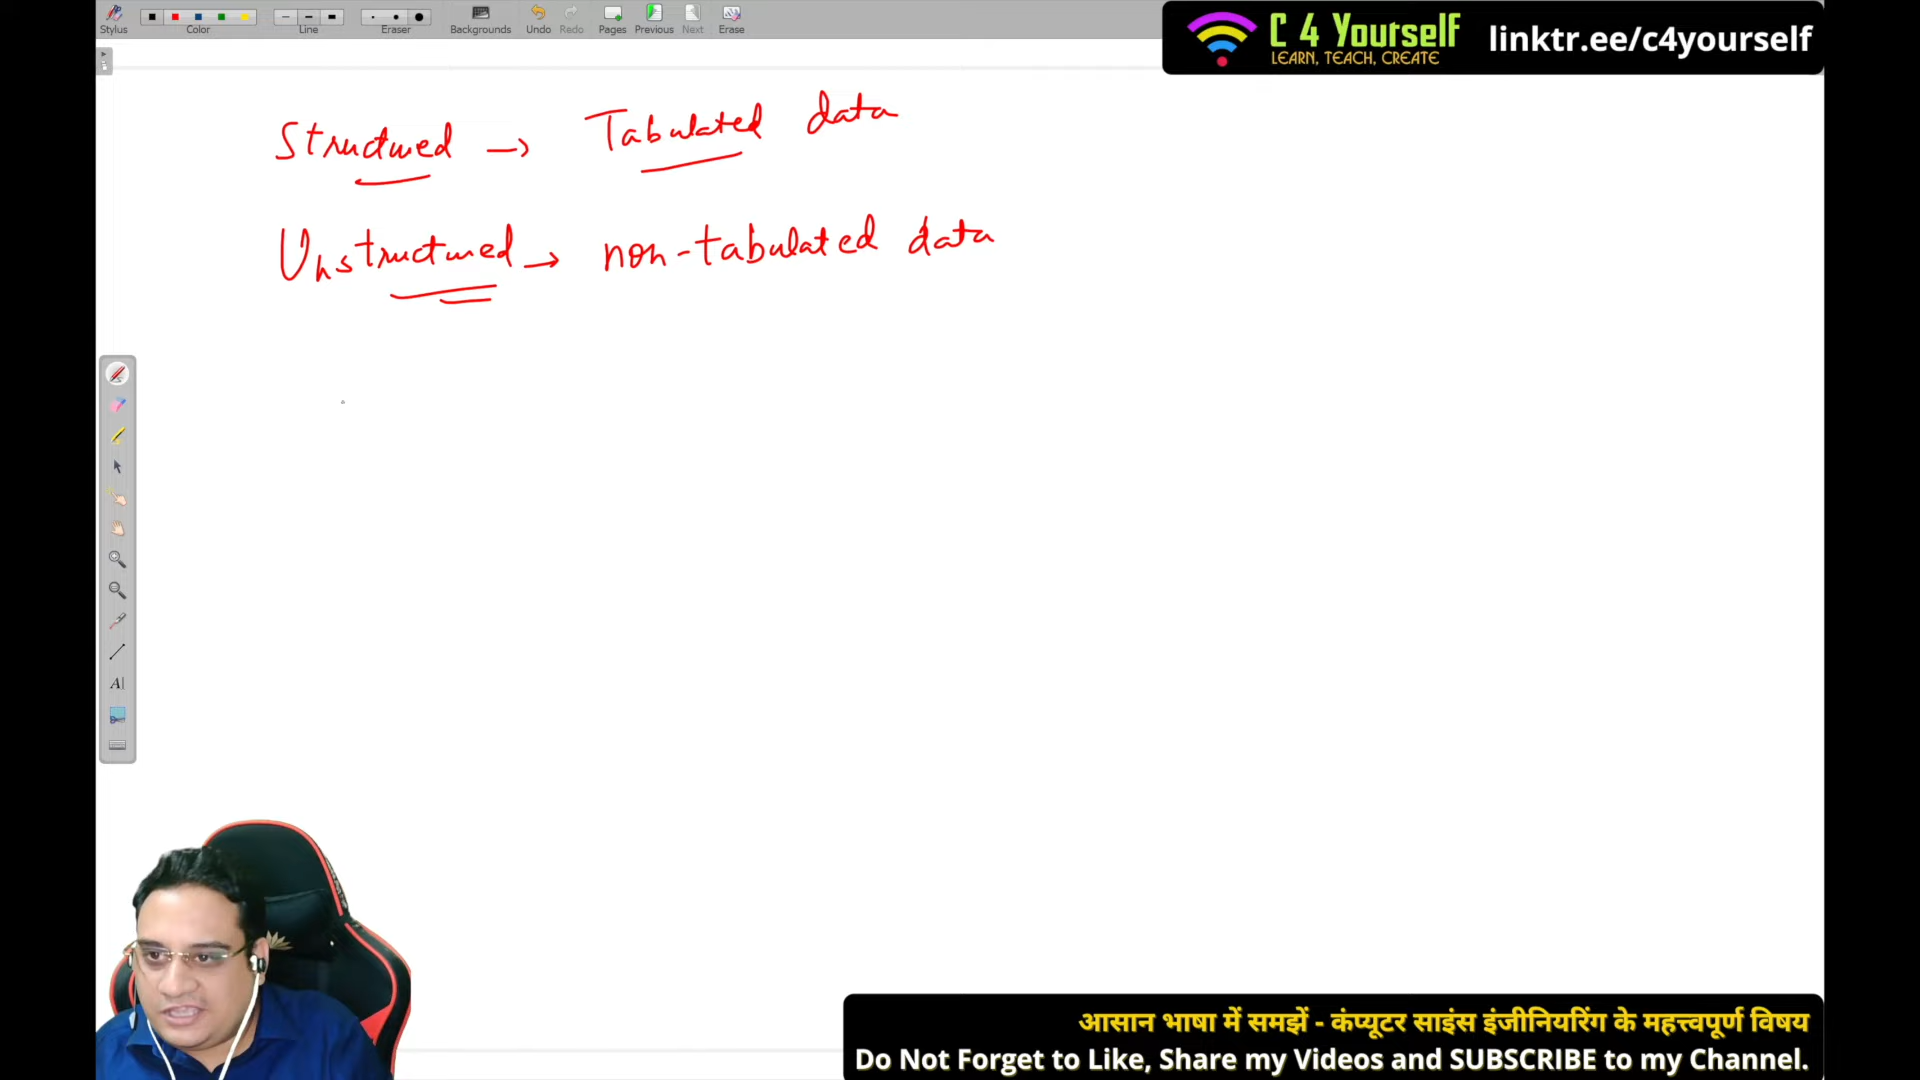 Stylus Color Line Eraser Backgrounds Undo Redo Pages Previous Next Erase
C 4 Yourself
LEARN, TEACH, CREATE
linktr.ee/c4yourself
Structured → Tabulated data
Unstructured → non-tabulated data
A
आसान भाषा में समझें - कंप्यूटर साइंस इंजीनियरिंग के महत्त्वपूर्ण विषय
Do Not Forget to Like, Share my Videos and SUBSCRIBE to my Channel.